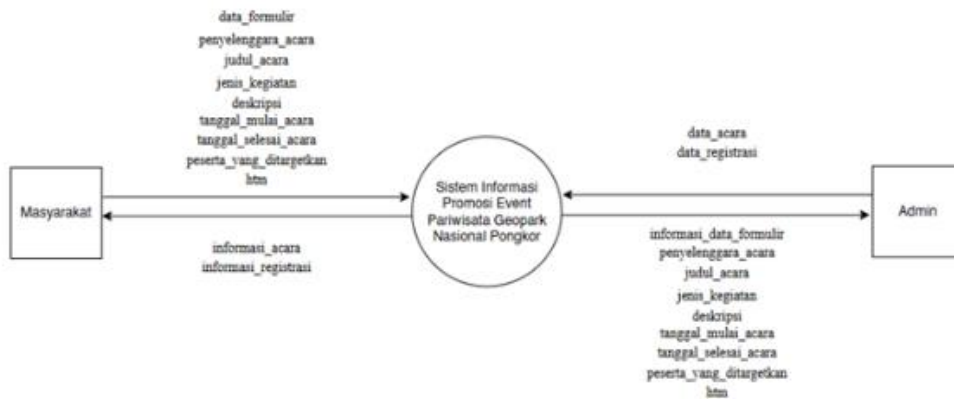 data_formulir
penyelenggara_acara
judul_acara
jenis_kegiatan
deskripsi
tanggal_mulai_acara
tanggal_selesai_acara
peserta_yang_ditargetkan
htm
Masyarakat
informasi_acara
informasi_registrasi
Sistem Informasi
Promosi Event
Pariwisata Geopark
Nasional Pongkor
data_acara
data_registrasi
Admin
informasi_data_formulir
penyelenggara_acara
judul_acara
jenis_kegiatan
deskripsi
tanggal_mulai_acara
tanggal_selesai_acara
peserta_yang_ditargetkan
htm